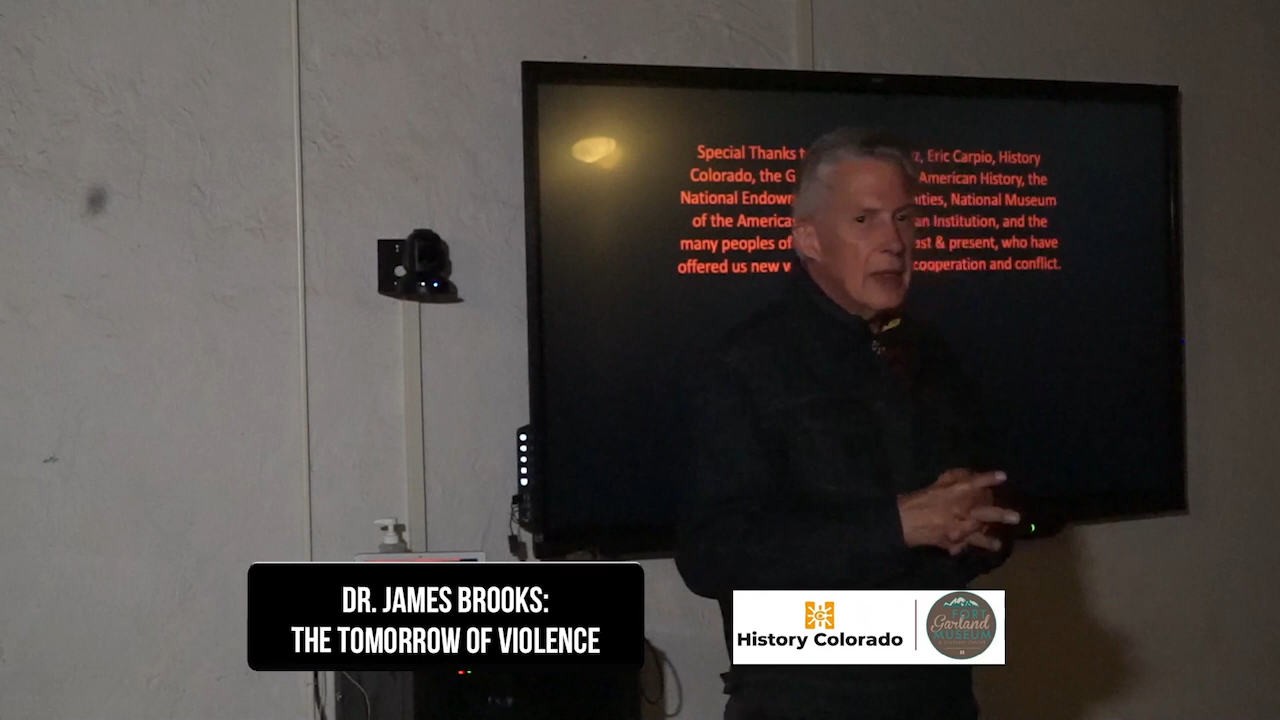 Special Thanks t z, Eric Carpio, History
Colorado, the G American History, the
National Endow ities, National Museum
of the America an Institution, and the
many peoples of ast & present, who have
offered us new cooperation and conflict.
DR. JAMES BROOKS:
THE TOMORROW OF VIOLENCE
History Colorado
FORT
Garland
MUSEUM